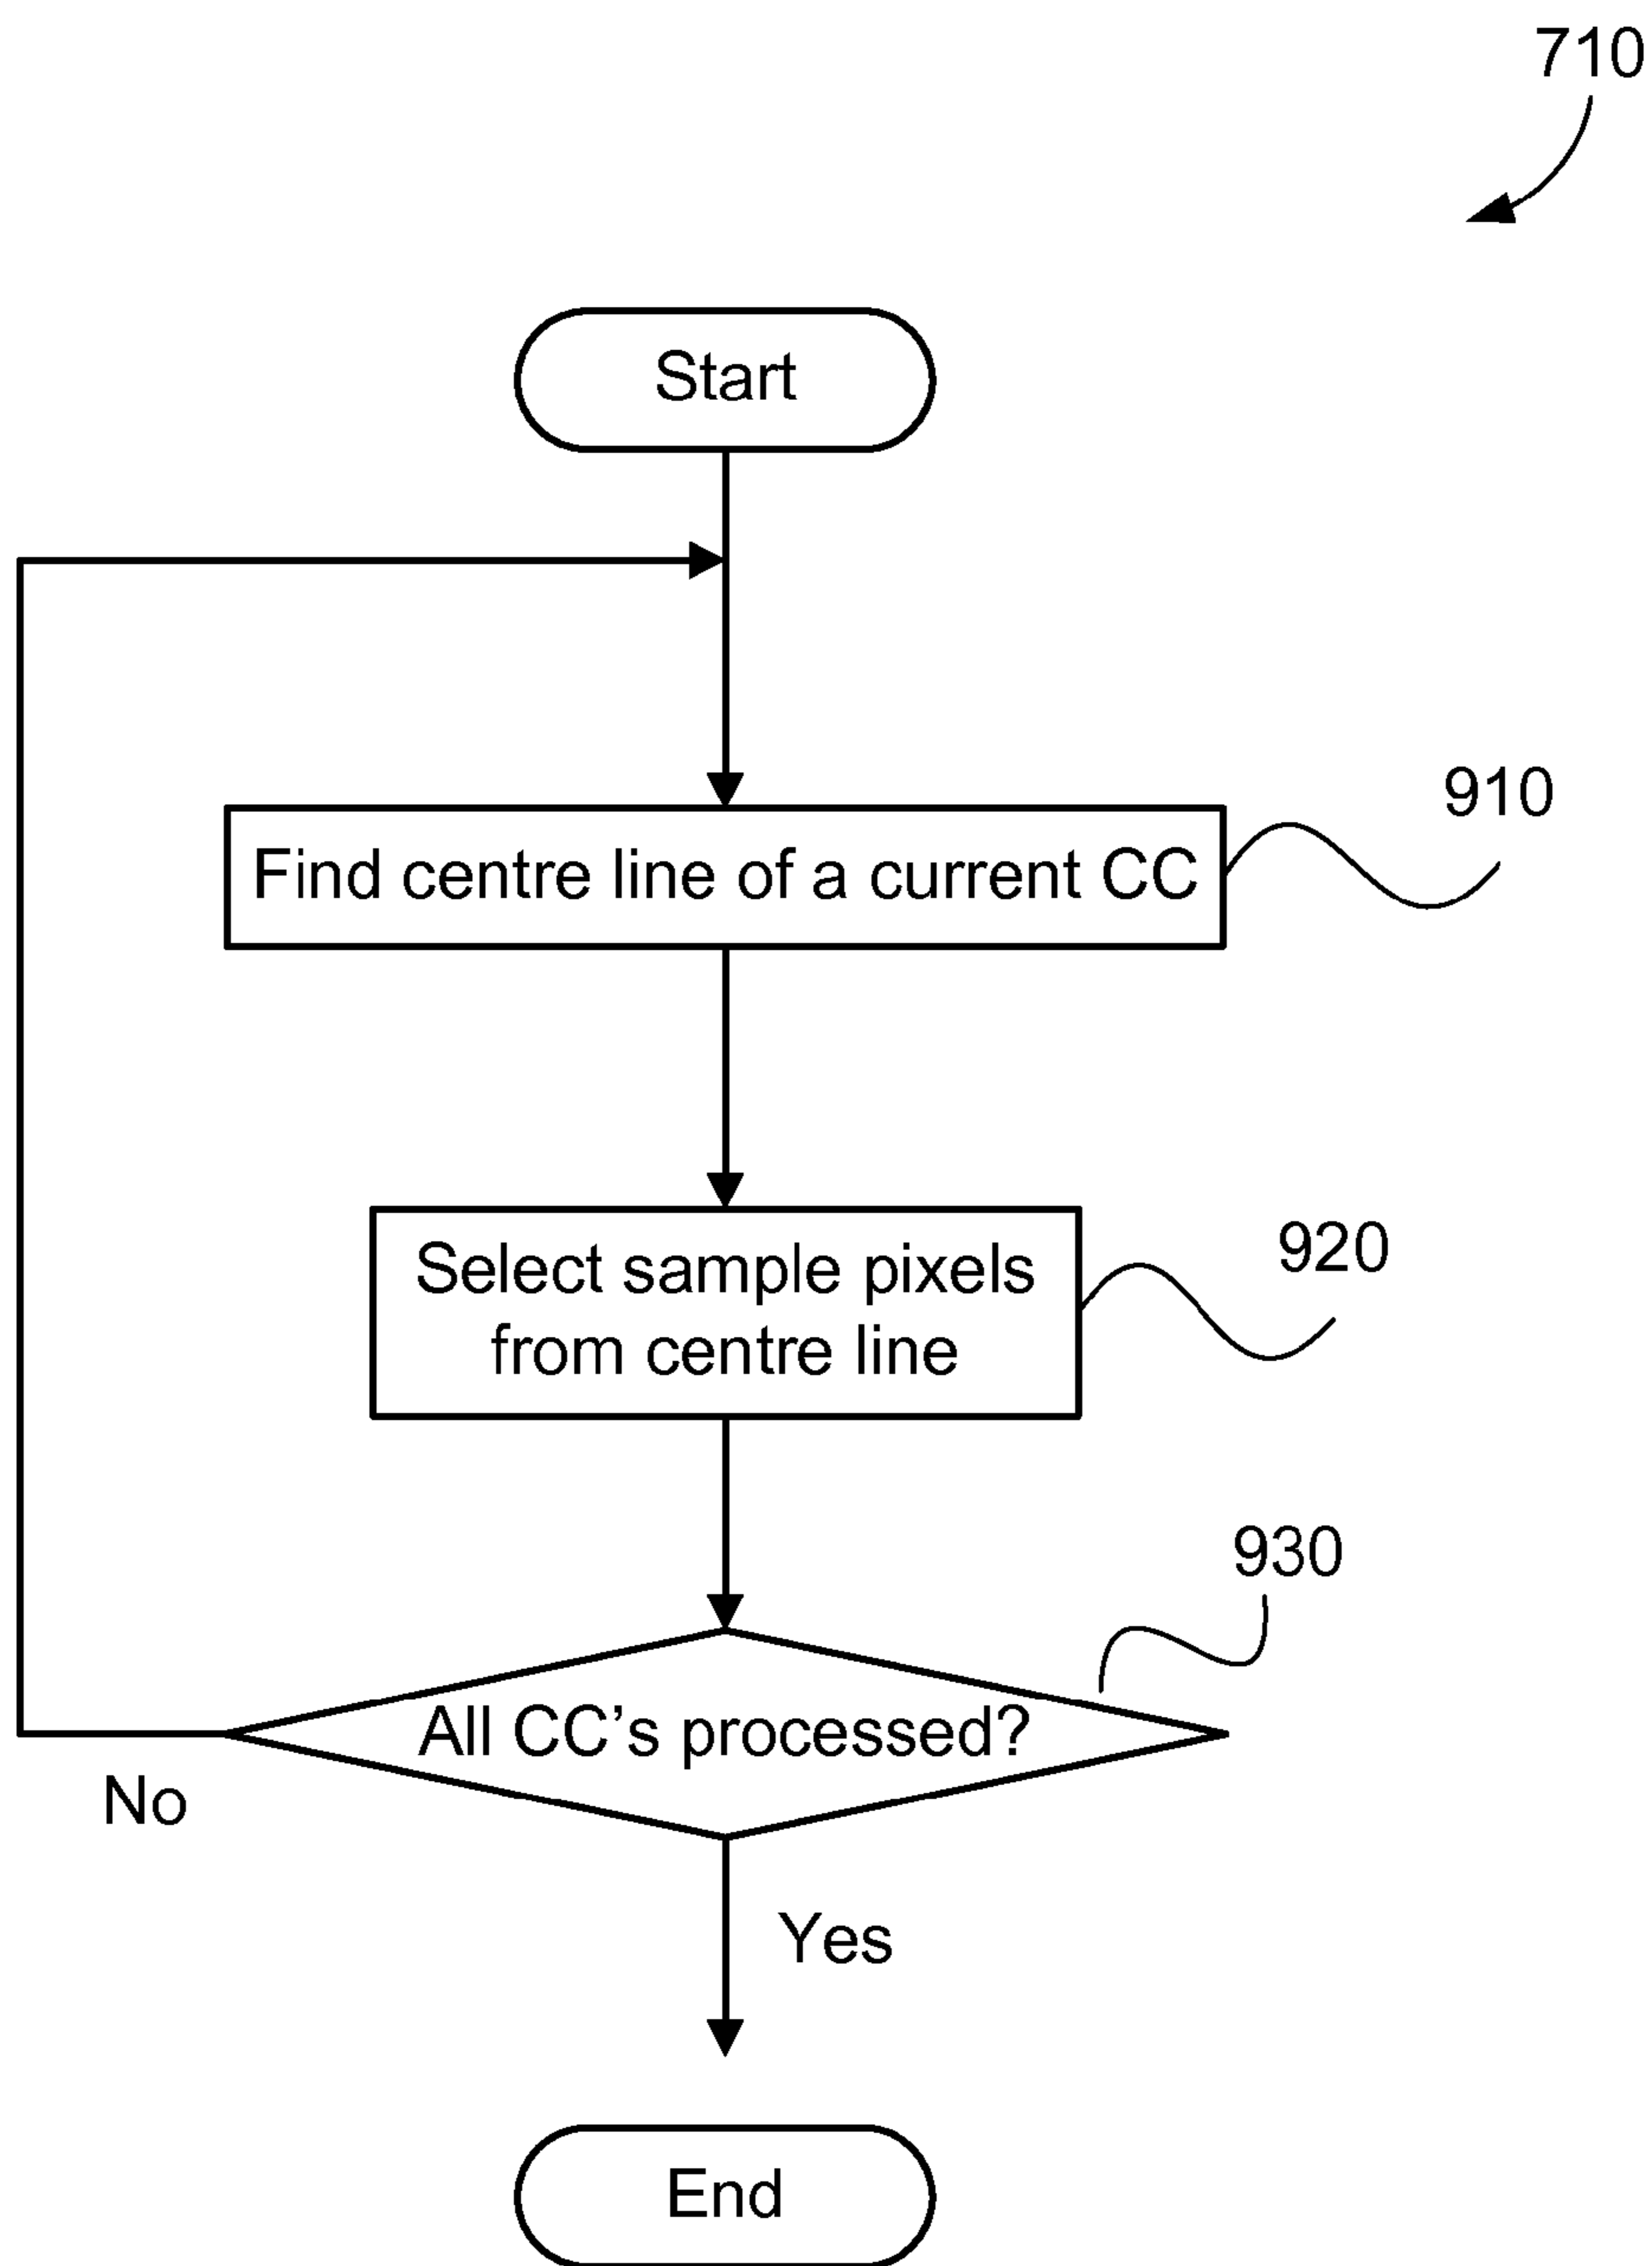 710
Start
910
Find centre line of a current CC
920
Select sample pixels
from centre line
930
All CC’s processed?
No
Yes
End